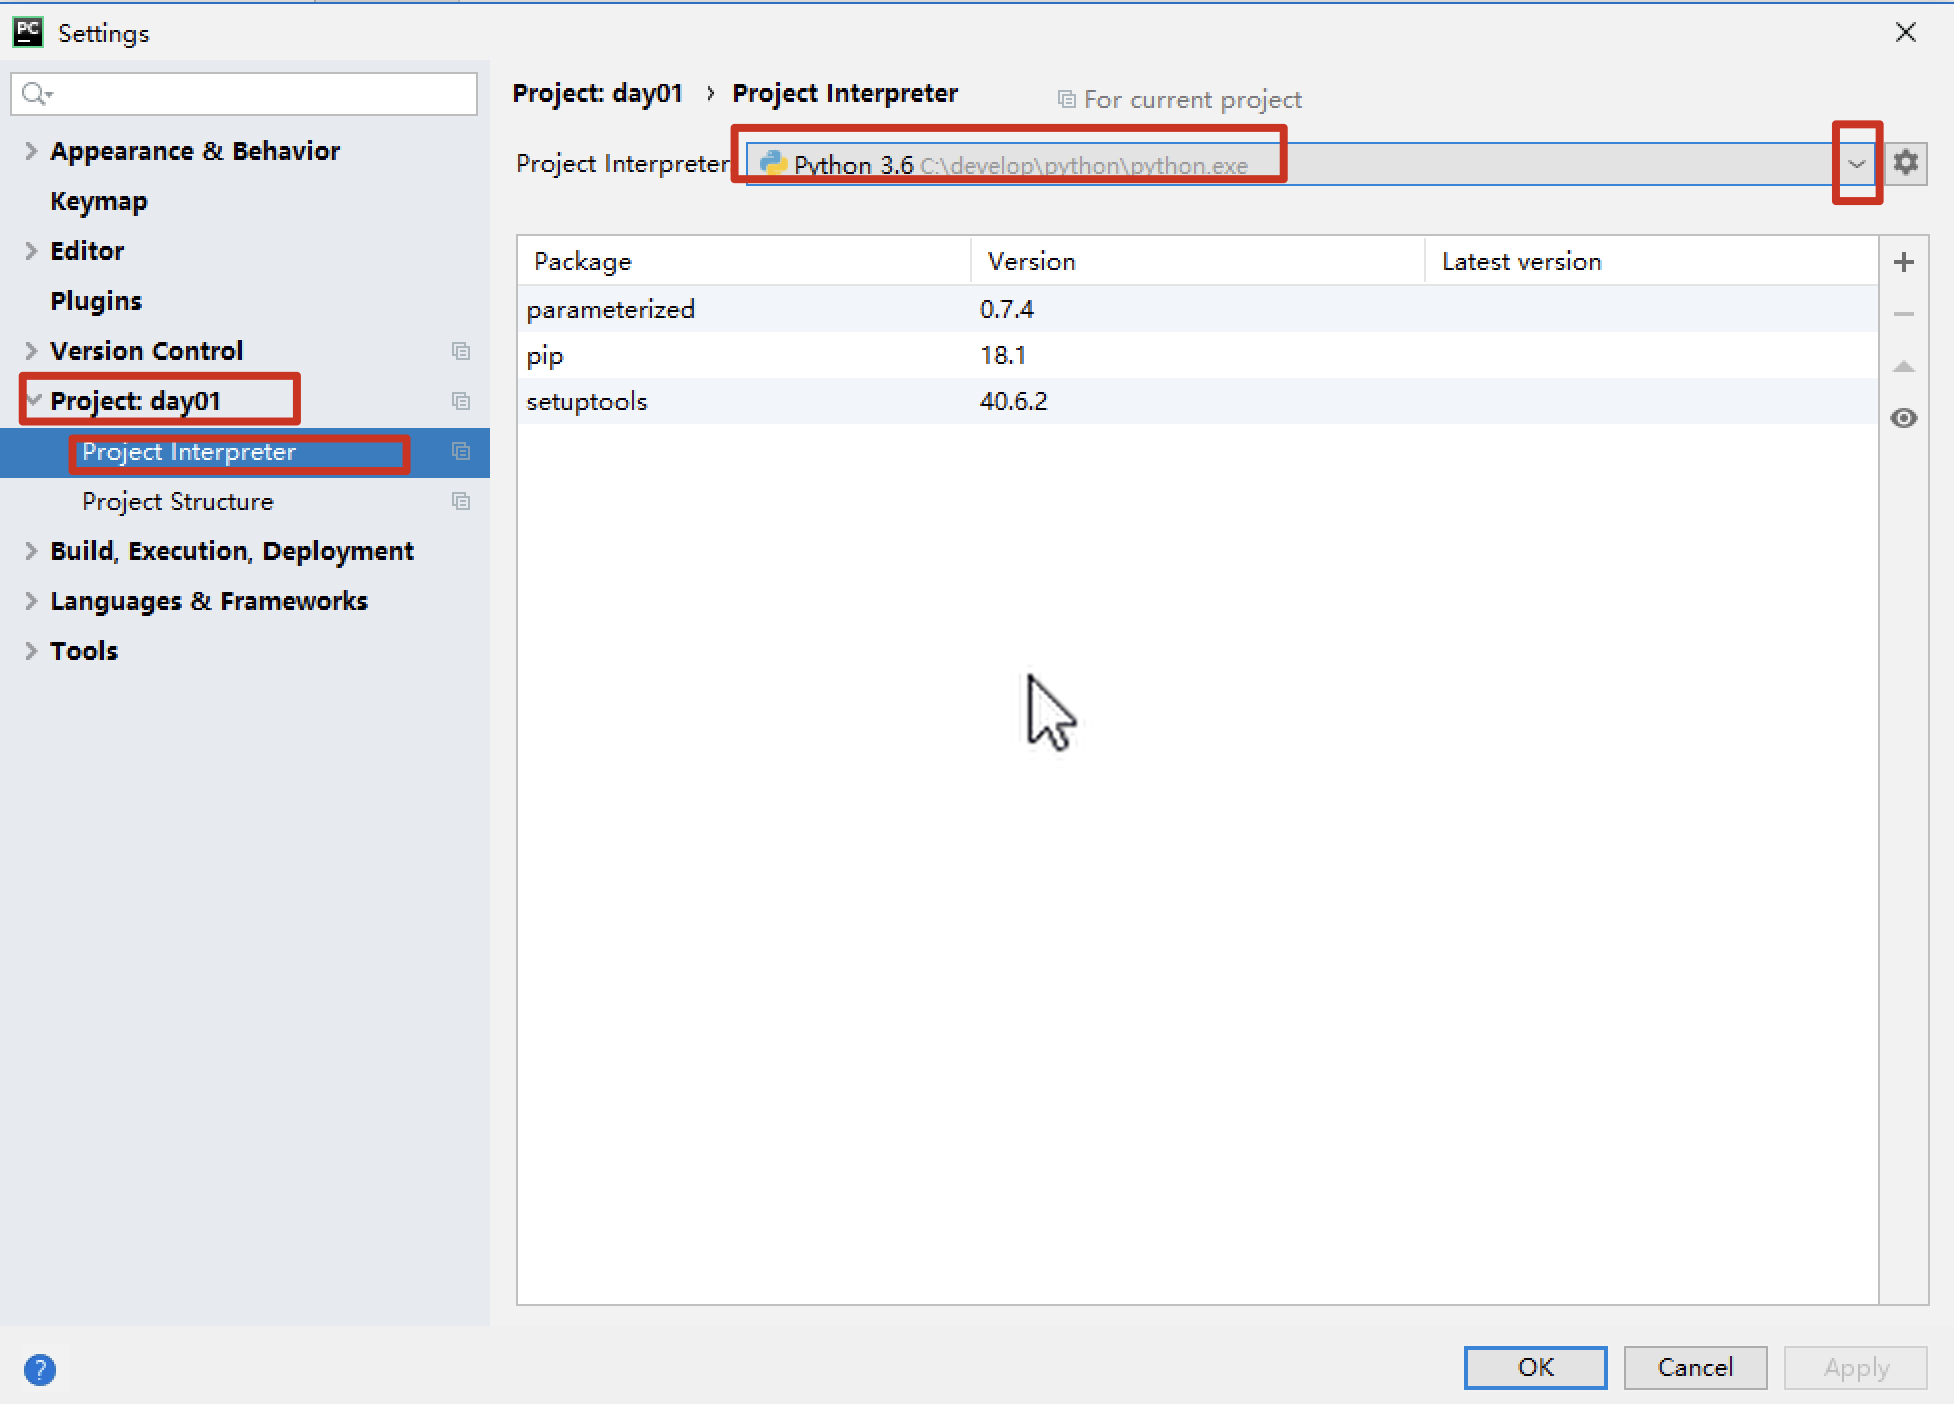 PC Settings
Appearance & Behavior
Keymap
Editor
Plugins
Version Control
Project: day01
Project Interpreter
Project Structure
Build, Execution, Deployment
Languages & Frameworks
Tools
Project: day01 › Project Interpreter For current project
Project Interpreter Python 3.6 C:\develop\python\python.exe
Package Version Latest version
parameterized 0.7.4
pip 18.1
setuptools 40.6.2
? OK Cancel Apply